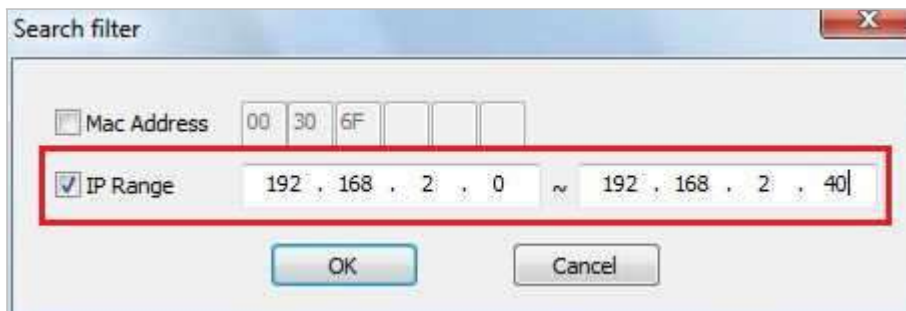 Search filter
Mac Address 00 30 6F
IP Range 192 . 168 . 2 . 0 ~ 192 . 168 . 2 . 40
OK Cancel